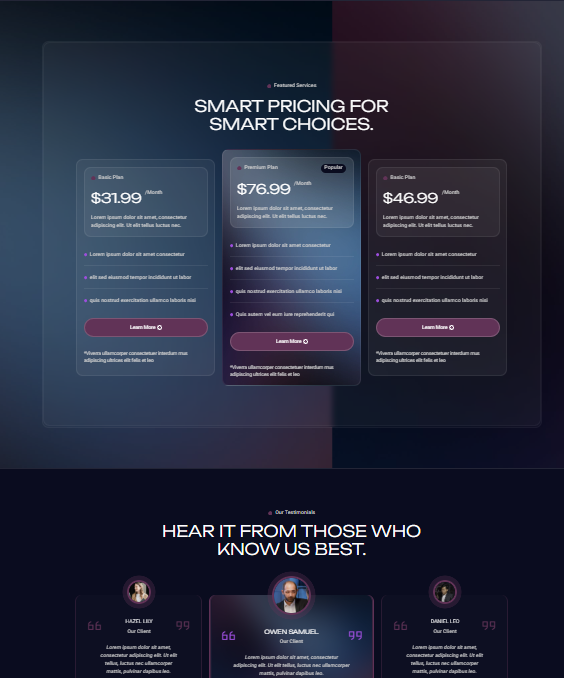 Featured Services
SMART PRICING FOR
SMART CHOICES.
Basic Plan
$31.99 /Month
Lorem ipsum dolor sit amet, consectetur
adipiscing elit. Ut elit tellus luctus nec.
Lorem ipsum dolor sit amet consectetur
elit sed eiusmod tempor incididunt ut labor
quis nostrud exercitation ullamco laboris nisi
Learn More
*Viverra ullamcorper consectetuer interdum mus
adipiscing ultrices elit felis et leo
Premium Plan
Popular
$76.99 /Month
Lorem ipsum dolor sit amet, consectetur
adipiscing elit. Ut elit tellus luctus nec.
Lorem ipsum dolor sit amet consectetur
elit sed eiusmod tempor incididunt ut labor
quis nostrud exercitation ullamco laboris nisi
Quis autem vel eum iure reprehenderit qui
Learn More
*Viverra ullamcorper consectetuer interdum mus
adipiscing ultrices elit felis et leo
Basic Plan
$46.99 /Month
Lorem ipsum dolor sit amet, consectetur
adipiscing elit. Ut elit tellus luctus nec.
Lorem ipsum dolor sit amet consectetur
elit sed eiusmod tempor incididunt ut labor
quis nostrud exercitation ullamco laboris nisi
Learn More
*Viverra ullamcorper consectetuer interdum mus
adipiscing ultrices elit felis et leo
Our Testimonials
HEAR IT FROM THOSE WHO
KNOW US BEST.
HAZEL LILY
Our Client
Lorem ipsum dolor sit amet,
consectetur adipiscing elit. Ut elit
tellus, luctus nec ullamcorper
mattis, pulvinar dapibus leo.
OWEN SAMUEL
Our Client
Lorem ipsum dolor sit amet, consectetur
adipiscing elit. Ut elit tellus, luctus nec
ullamcorper mattis, pulvinar dapibus leo.
DANIEL LEO
Our Client
Lorem ipsum dolor sit amet,
consectetur adipiscing elit. Ut elit
tellus, luctus nec ullamcorper
mattis, pulvinar dapibus leo.